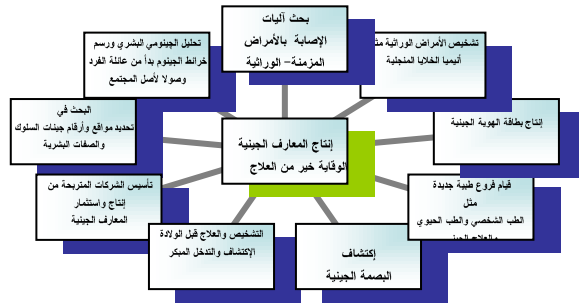 بحث آليات
الإصابة بالأمراض
المزمنة- الوراثية
تشخيص الأمراض الوراثية
أنيميا الخلايا المنجلية
إنتاج بطاقة الهوية الجينية
قيام فروع طبية جديدة
مثل
الطب الشخصي والطب الحيوي
والعلاج
إكتشاف
البصمة الجينية
التشخيص والعلاج قبل الولادة
الإكتشاف والتدخل المبكر
تأسيس الشركات المتربحة من
إنتاج واستثمار
المعارف الجينية
البحث في
تحديد مواقع وأرقام جينات السلوك
والصفات البشرية
تحليل الجينومي البشري ورسم
خرائط الجينوم بدأ من عائلة الفرد
وصولا لأصل المجتمع
إنتاج المعارف الجينية
الوقاية خير من العلاج